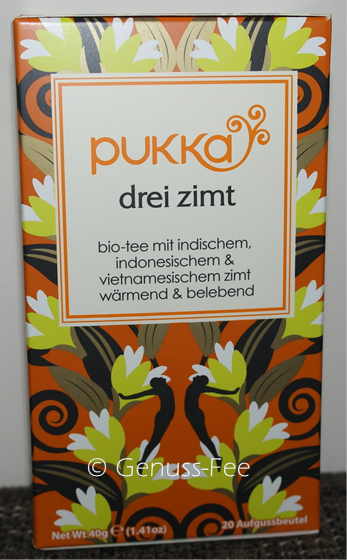 pukka
drei zimt
bio-tee mit indischem,
indonesischem &
vietnamesischem zimt
wärmend & belebend
© Genuss-Fee
Net Wt. 40g ℮ (1.41oz)
20 Aufgussbeutel